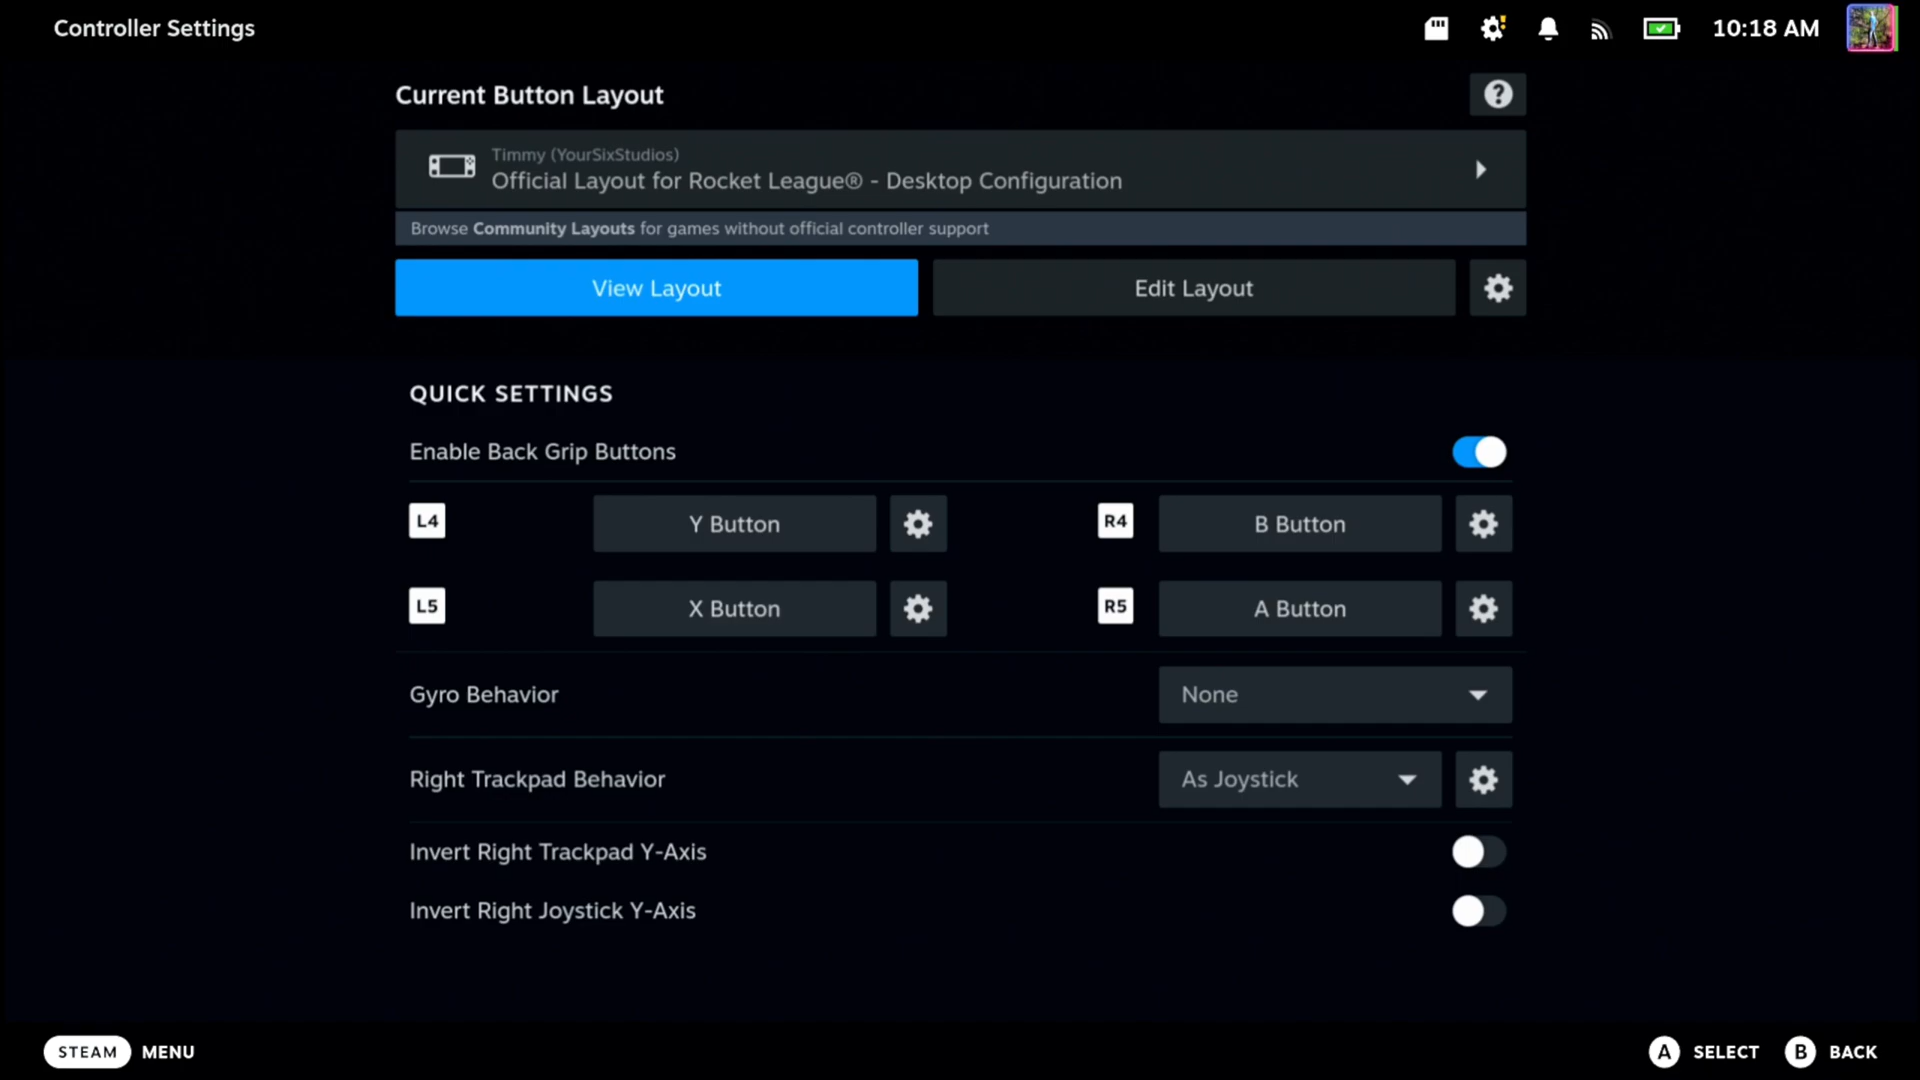 Controller Settings
10:18 AM
Current Button Layout
?
Timmy (YourSixStudios)
Official Layout for Rocket League® - Desktop Configuration
Browse Community Layouts for games without official controller support
View Layout
Edit Layout
QUICK SETTINGS
Enable Back Grip Buttons
L4 Y Button R4 B Button
L5 X Button R5 A Button
Gyro Behavior None
Right Trackpad Behavior As Joystick
Invert Right Trackpad Y-Axis
Invert Right Joystick Y-Axis
STEAM MENU A SELECT B BACK